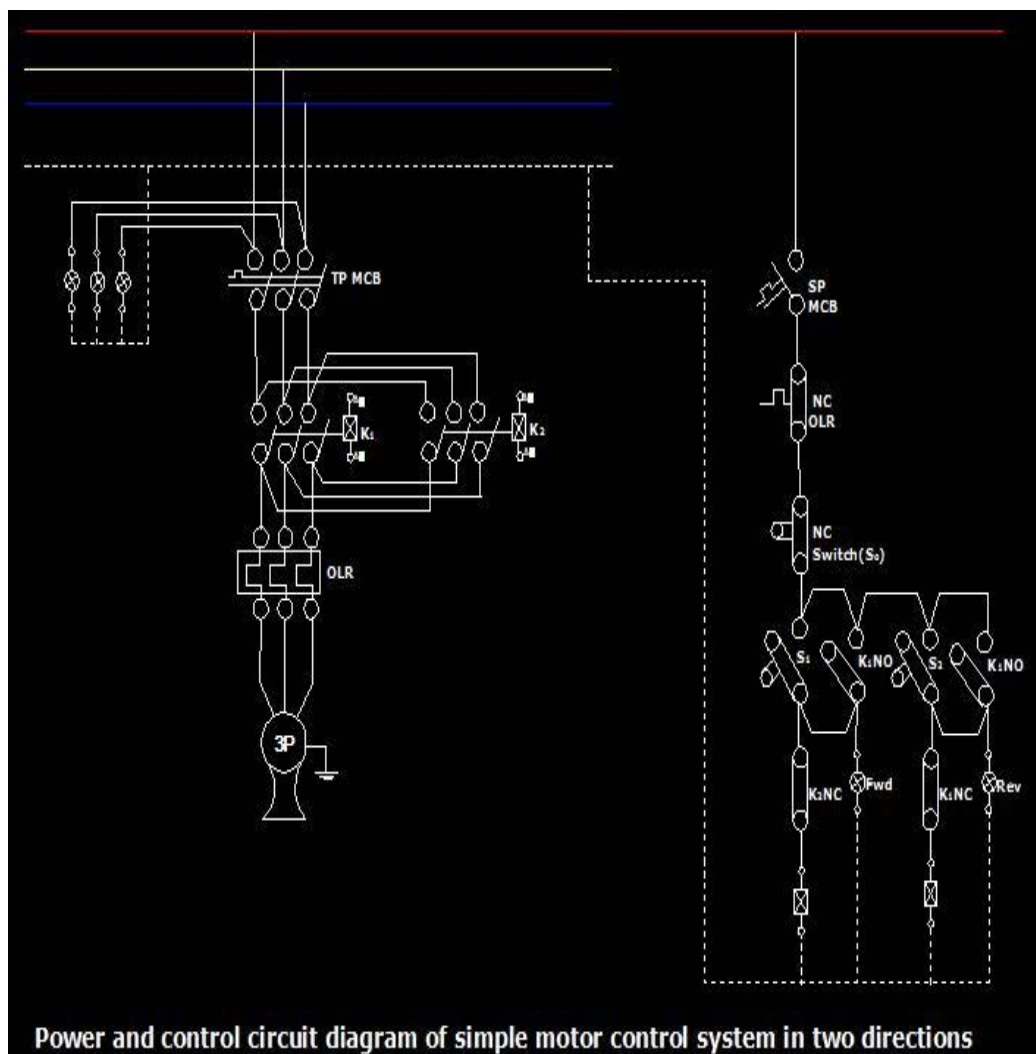 TP MCB
SP
MCB
K₁
K₂
NC
OLR
NC
Switch(S₀)
OLR
S₁
K₁NO
S₂
K₁NO
3P
K₂NC
Fwd
K₁NC
Rev
Power and control circuit diagram of simple motor control system in two directions